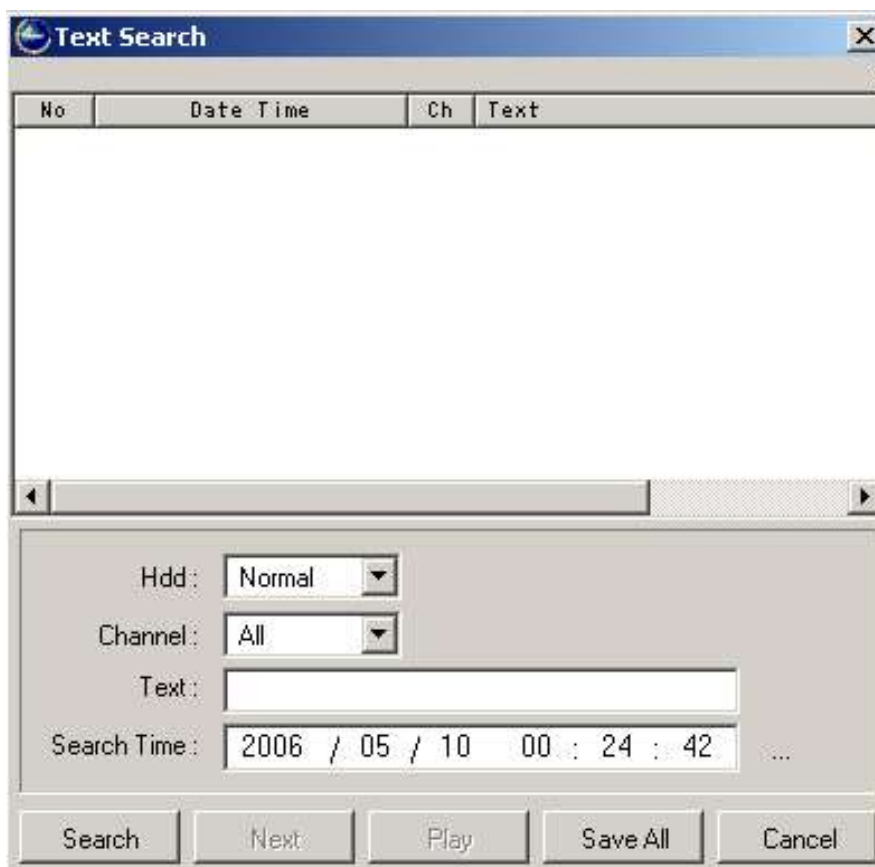 Text Search
No Date Time Ch Text
Hdd : Normal
Channel : All
Text :
Search Time : 2006 / 05 / 10 00 : 24 : 42 ...
Search Next Play Save All Cancel